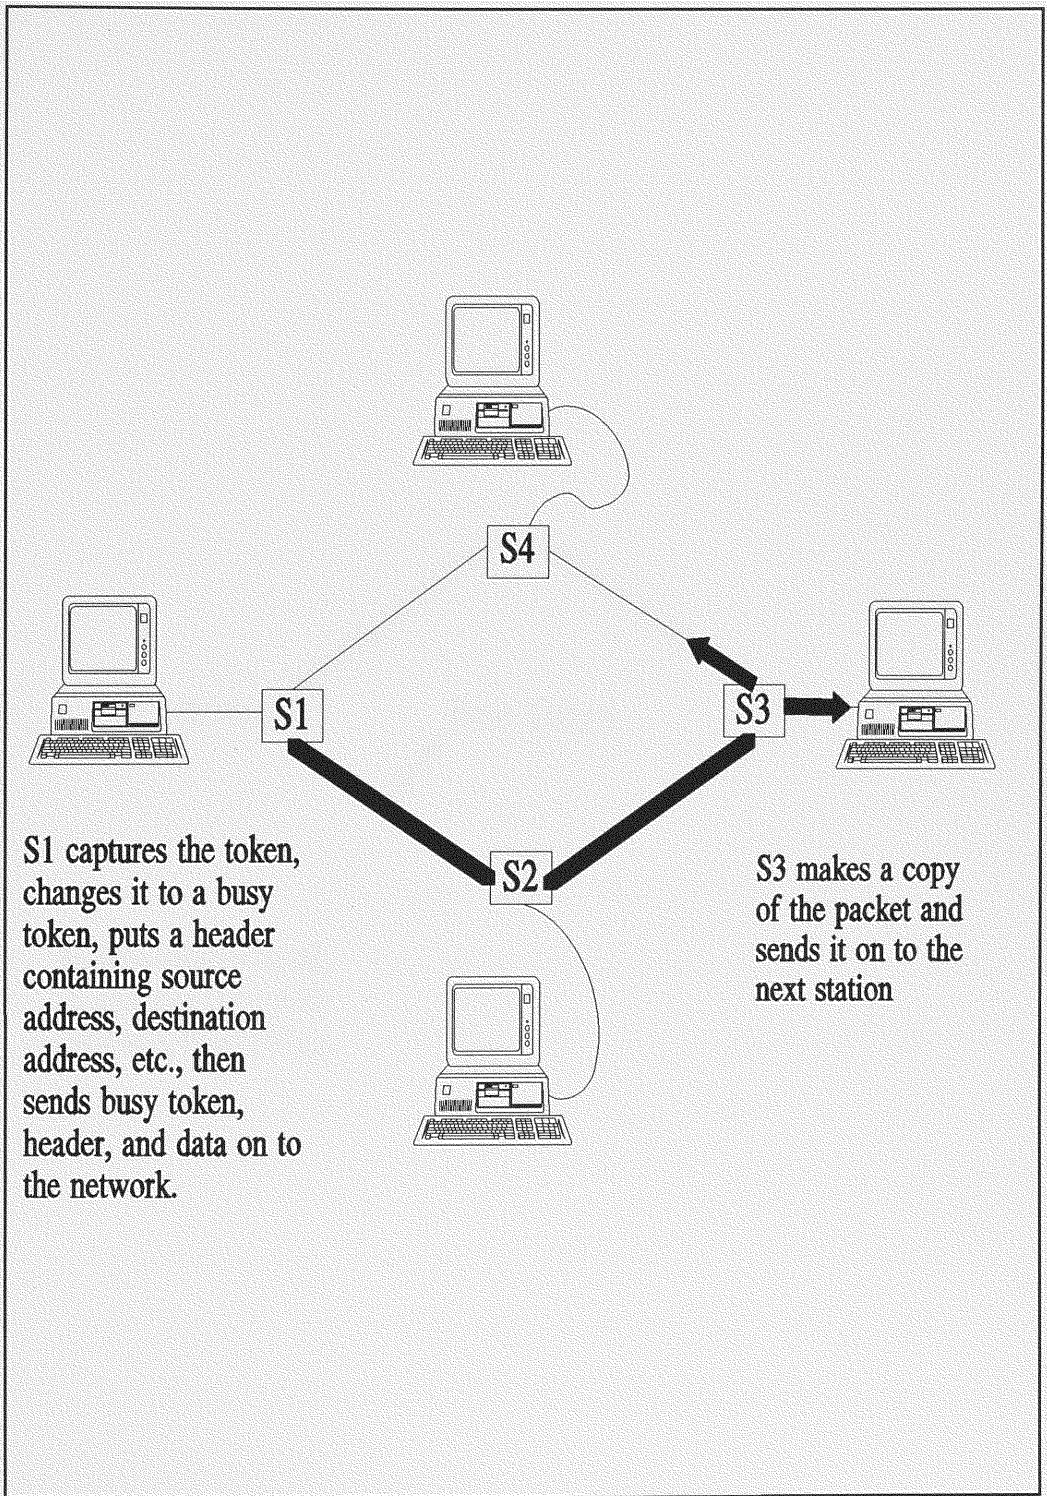 S4
S1
S3
S2
S1 captures the token,
changes it to a busy
token, puts a header
containing source
address, destination
address, etc., then
sends busy token,
header, and data on to
the network.
S3 makes a copy
of the packet and
sends it on to the
next station